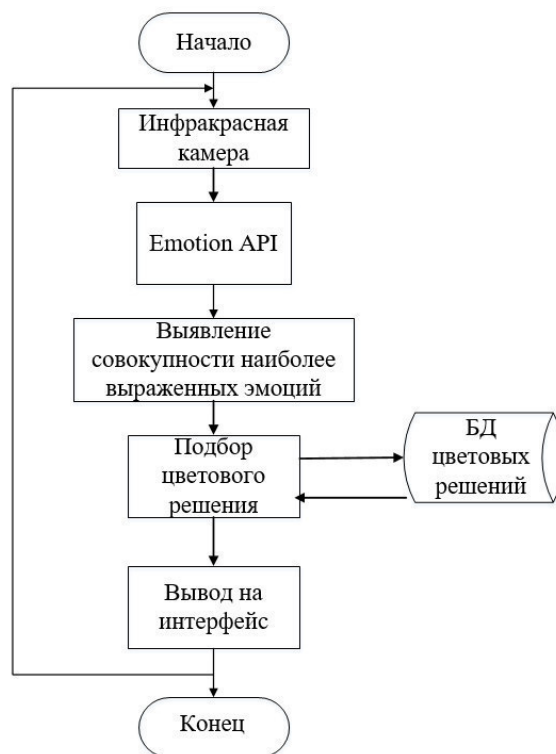 Начало
Инфракрасная
камера
Emotion API
Выявление
совокупности наиболее
выраженных эмоций
Подбор
цветового
решения
БД
цветовых
решений
Вывод на
интерфейс
Конец